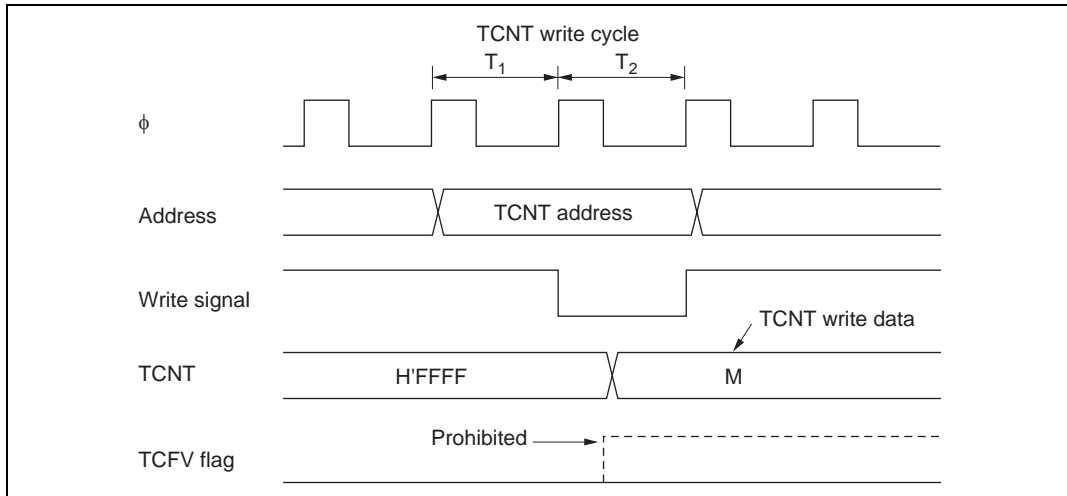 TCNT write cycle
T1 T2
φ
Address TCNT address
Write signal
TCNT write data
TCNT H'FFFF M
Prohibited
TCFV flag